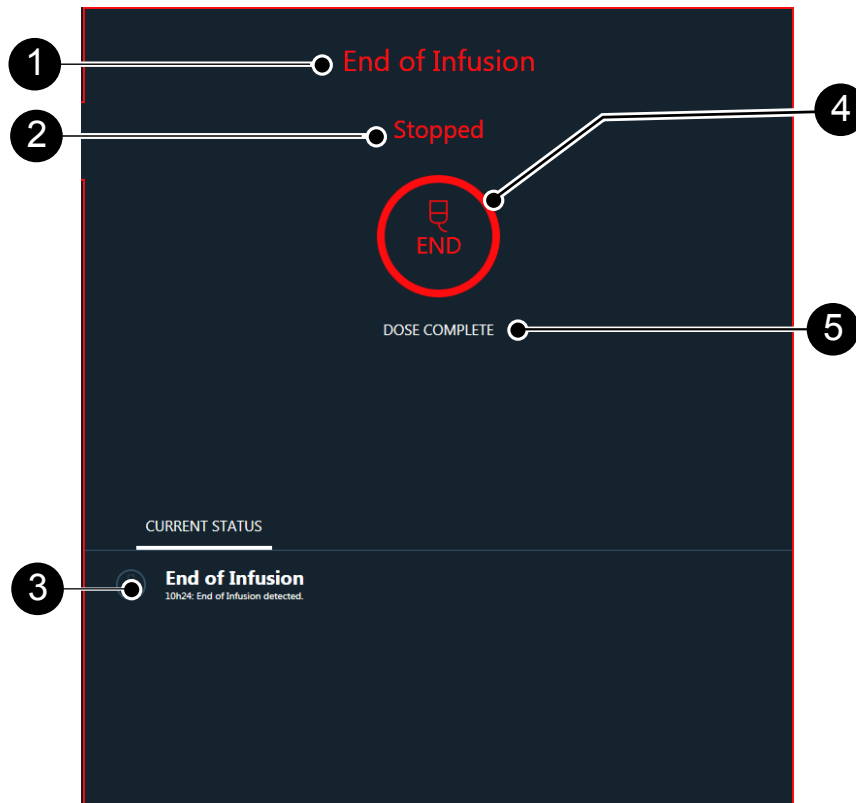 1
End of Infusion
4
2
Stopped
END
DOSE COMPLETE
5
CURRENT STATUS
3
End of Infusion
10h24: End of Infusion detected.